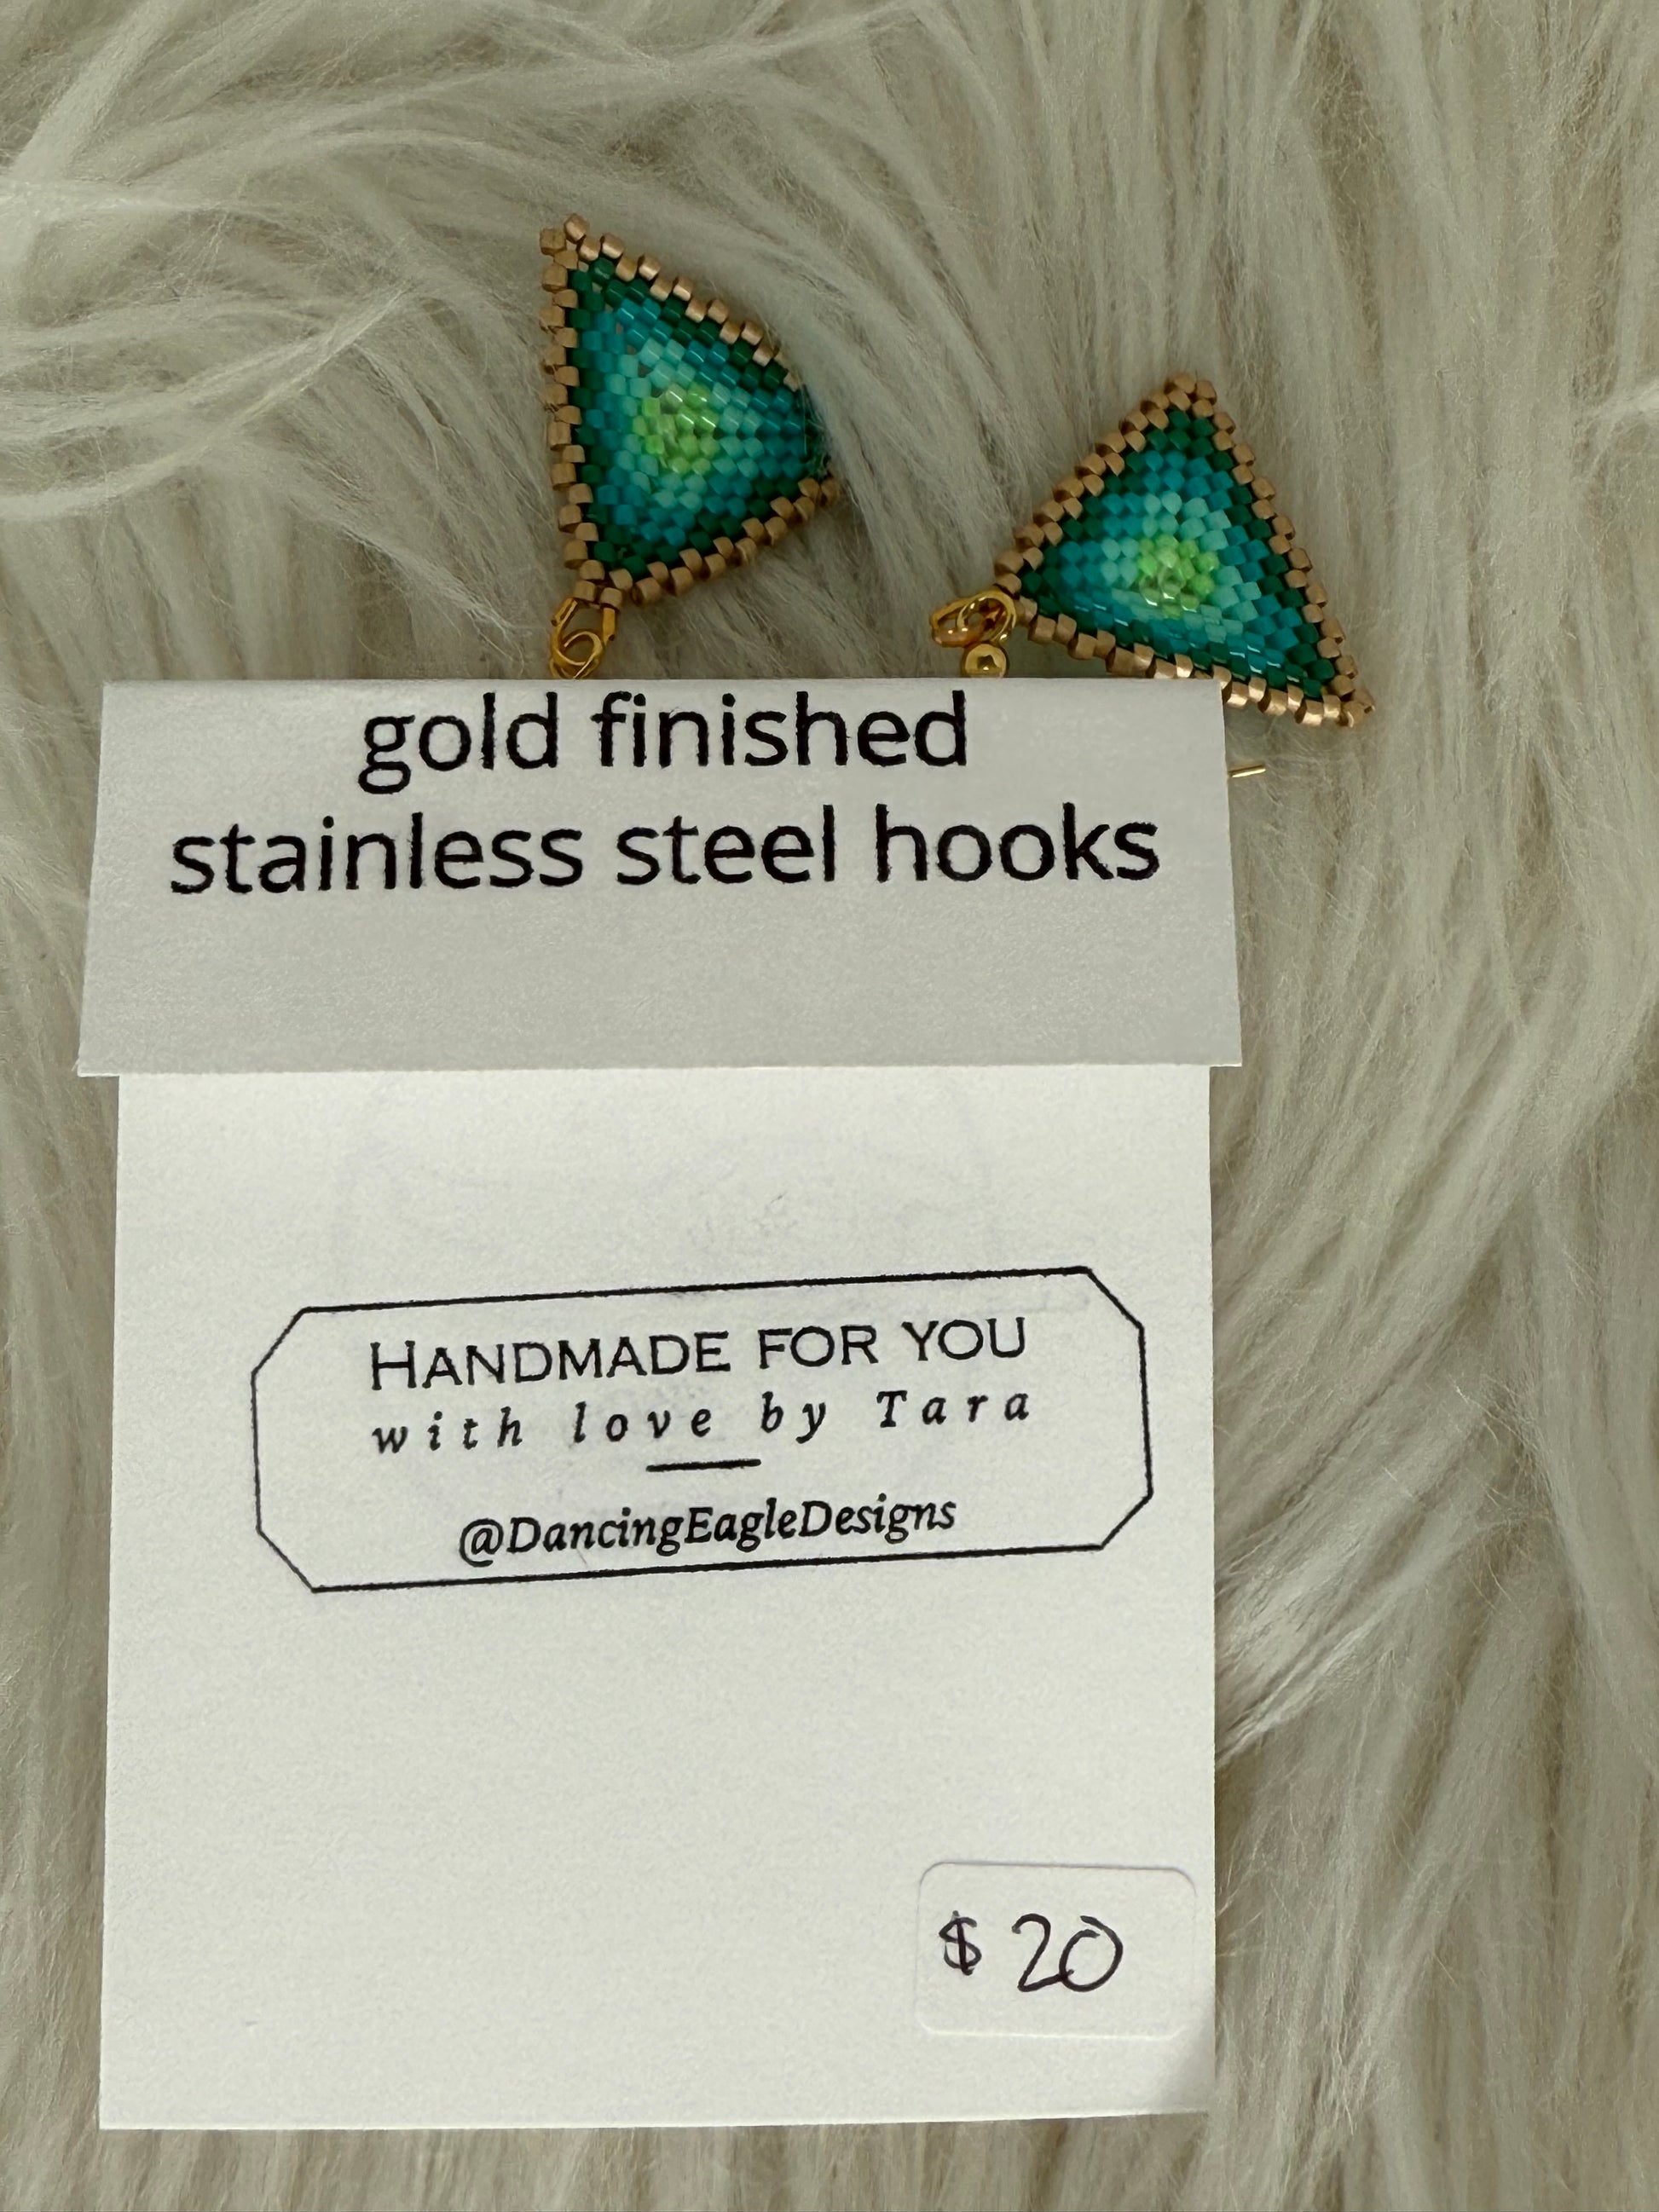 gold finished
stainless steel hooks
HANDMADE FOR YOU
with love by Tara
@DancingEagleDesigns
$20